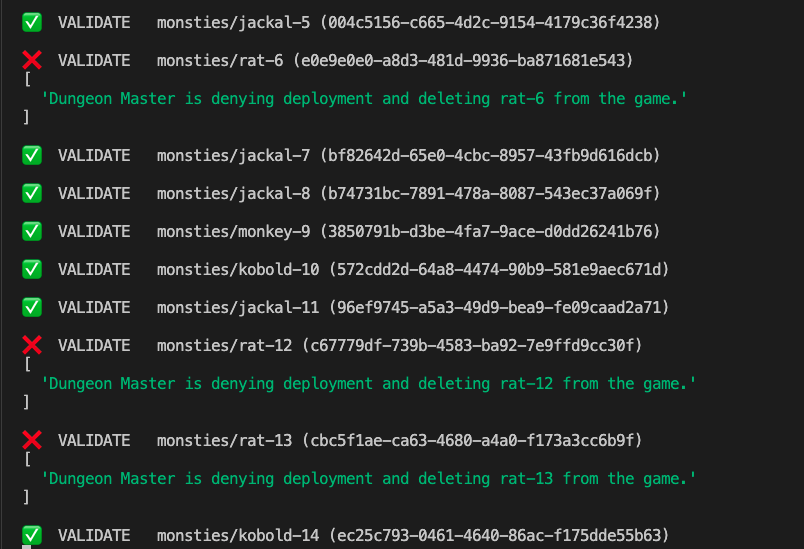 ✅ VALIDATE monsties/jackal-5 (004c5156-c665-4d2c-9154-4179c36f4238)
❌ VALIDATE monsties/rat-6 (e0e9e0e0-a8d3-481d-9936-ba871681e543)
[
'Dungeon Master is denying deployment and deleting rat-6 from the game.'
]
✅ VALIDATE monsties/jackal-7 (bf82642d-65e0-4cbc-8957-43fb9d616dcb)
✅ VALIDATE monsties/jackal-8 (b74731bc-7891-478a-8087-543ec37a069f)
✅ VALIDATE monsties/monkey-9 (3850791b-d3be-4fa7-9ace-d0dd26241b76)
✅ VALIDATE monsties/kobold-10 (572cdd2d-64a8-4474-90b9-581e9aec671d)
✅ VALIDATE monsties/jackal-11 (96ef9745-a5a3-49d9-bea9-fe09caad2a71)
❌ VALIDATE monsties/rat-12 (c67779df-739b-4583-ba92-7e9ffd9cc30f)
[
'Dungeon Master is denying deployment and deleting rat-12 from the game.'
]
❌ VALIDATE monsties/rat-13 (cbc5f1ae-ca63-4680-a4a0-f173a3cc6b9f)
[
'Dungeon Master is denying deployment and deleting rat-13 from the game.'
]
✅ VALIDATE monsties/kobold-14 (ec25c793-0461-4640-86ac-f175dde55b63)